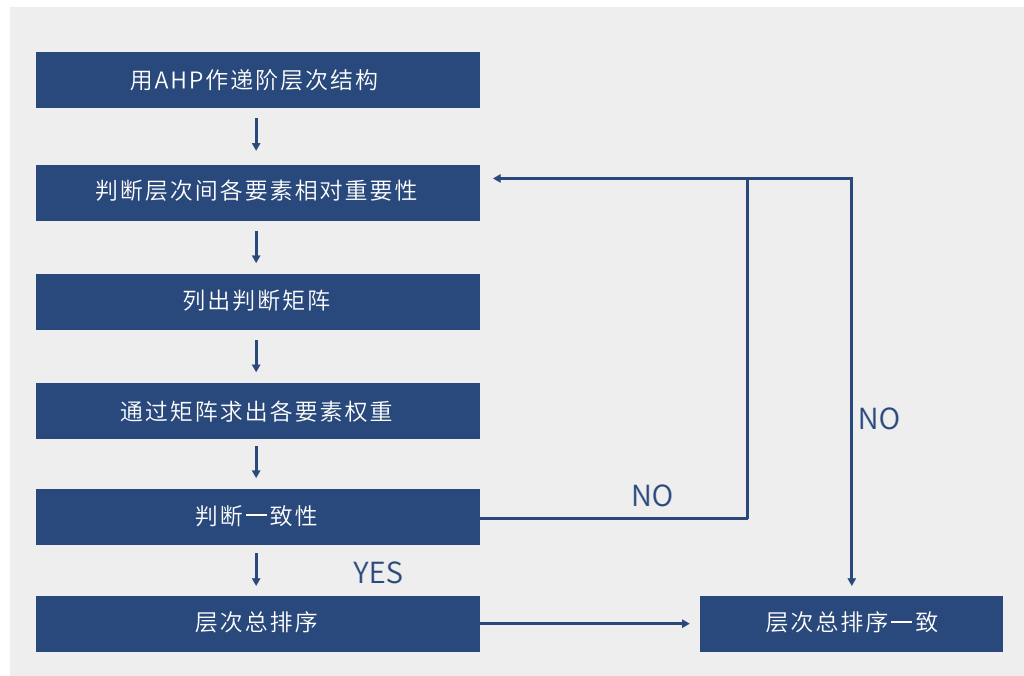 用AHP作递阶层次结构
判断层次间各要素相对重要性
列出判断矩阵
通过矩阵求出各要素权重
NO
判断一致性
NO
YES
层次总排序
层次总排序一致